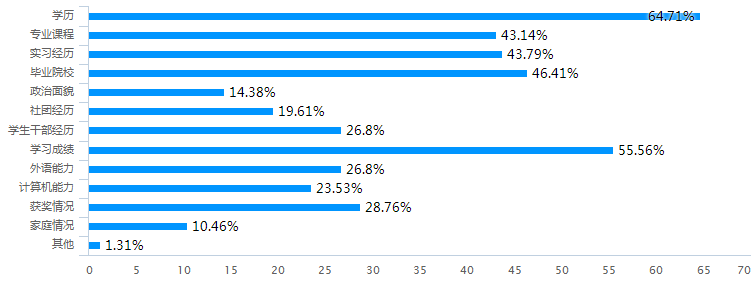 学历 64.71%
专业课程 43.14%
实习经历 43.79%
毕业院校 46.41%
政治面貌 14.38%
社团经历 19.61%
学生干部经历 26.8%
学习成绩 55.56%
外语能力 26.8%
计算机能力 23.53%
获奖情况 28.76%
家庭情况 10.46%
其他 1.31%
0 5 10 15 20 25 30 35 40 45 50 55 60 65 70